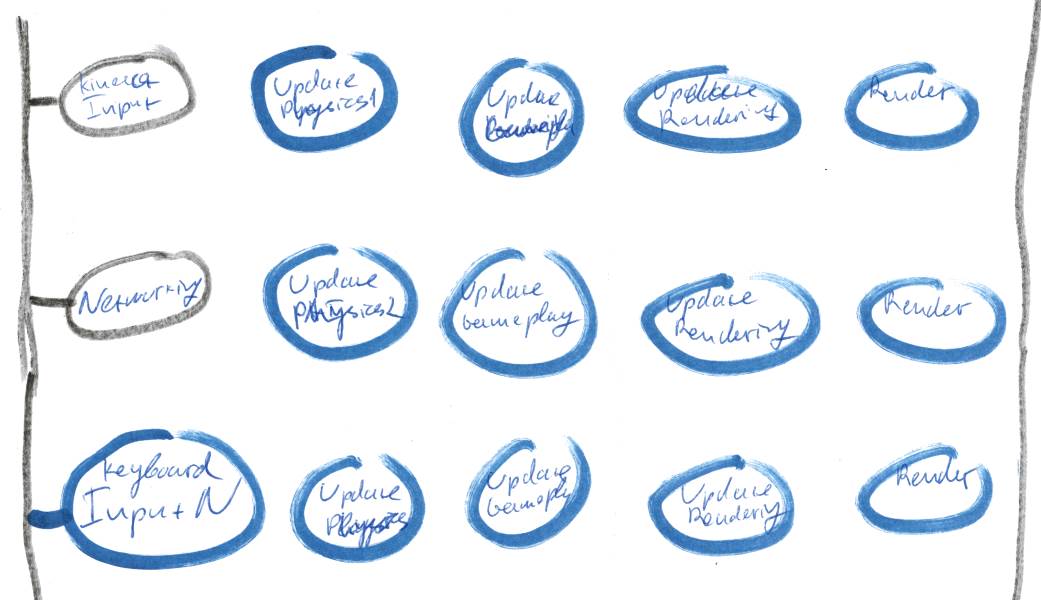 Kinect
Input
Update
Physics1
Update
Update
Rendering
Render
Networking
Update
Physics2
Update
Gameplay
Update
Rendering
Render
Keyboard
Input N
Update
Physics
Update
Gameplay
Update
Rendering
Render